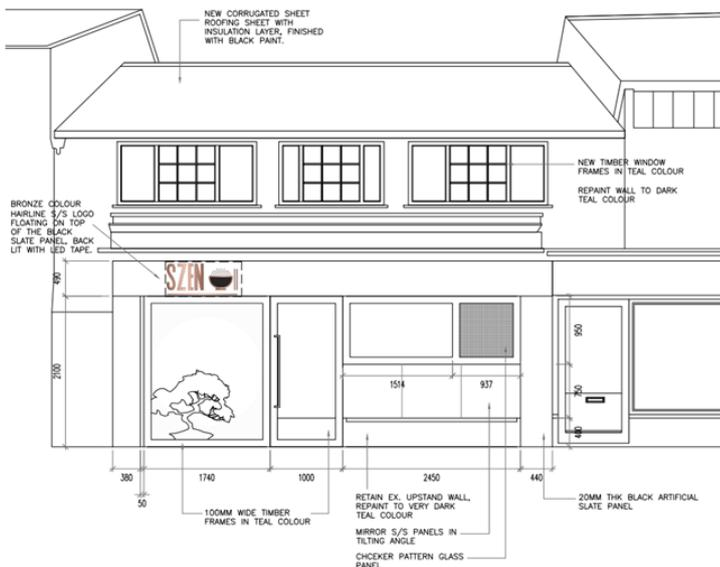 NEW CORRUGATED SHEET
ROOFING SHEET WITH
INSULATION LAYER, FINISHED
WITH BLACK PAINT.
NEW TIMBER WINDOW
FRAMES IN TEAL COLOUR
REPAINT WALL TO DARK
TEAL COLOUR
BRONZE COLOUR
HAIRLINE S/S LOGO
FLOATING ON TOP
OF THE BLACK
SLATE PANEL, BACK
LIT WITH LED TAPE.
SZEN
490
2100
1514
937
950
750
400
380
1740
1000
2450
440
50
100MM WIDE TIMBER
FRAMES IN TEAL COLOUR
RETAIN EX. UPSTAND WALL,
REPAINT TO VERY DARK
TEAL COLOUR
MIRROR S/S PANELS IN
TILTING ANGLE
CHCEKER PATTERN GLASS
PANEL
20MM THK BLACK ARTIFICIAL
SLATE PANEL